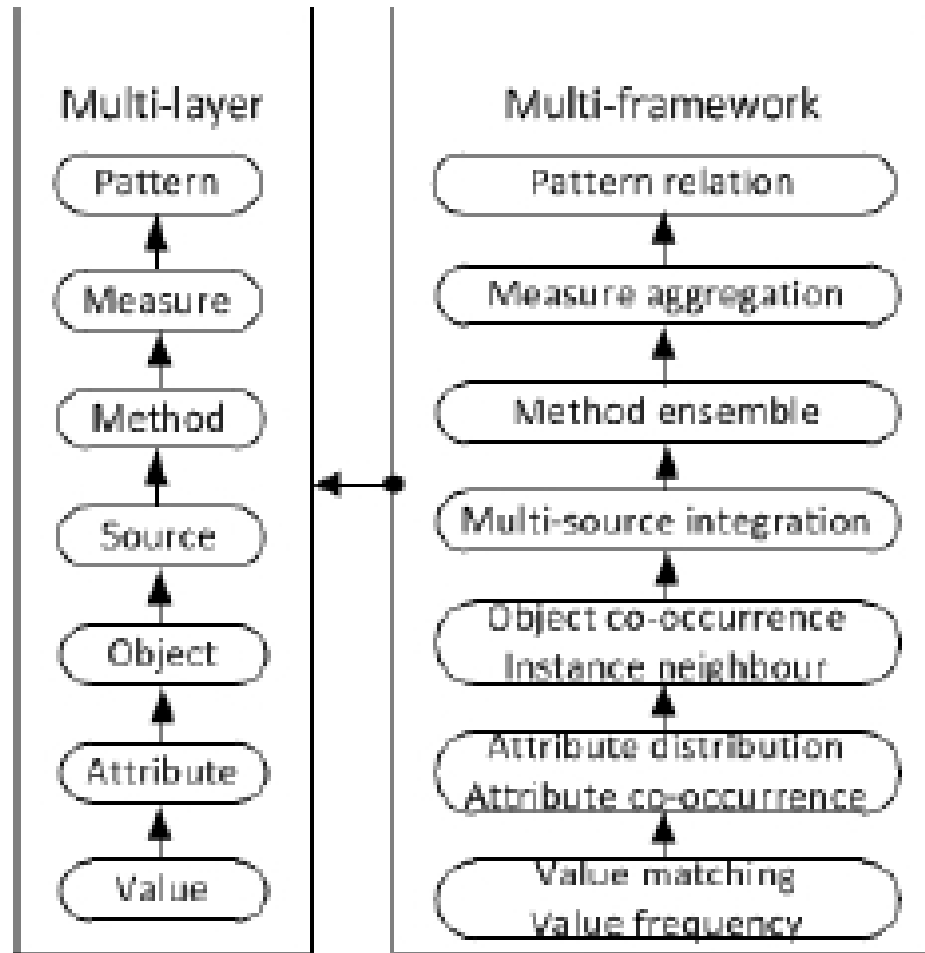 Multi-layer
Pattern
Measure
Method
Source
Object
Attribute
Value
Multi-framework
Pattern relation
Measure aggregation
Method ensemble
Multi-source integration
Object co-occurrence
Instance neighbour
Attribute distribution
Attribute co-occurrence
Value matching
Value frequency